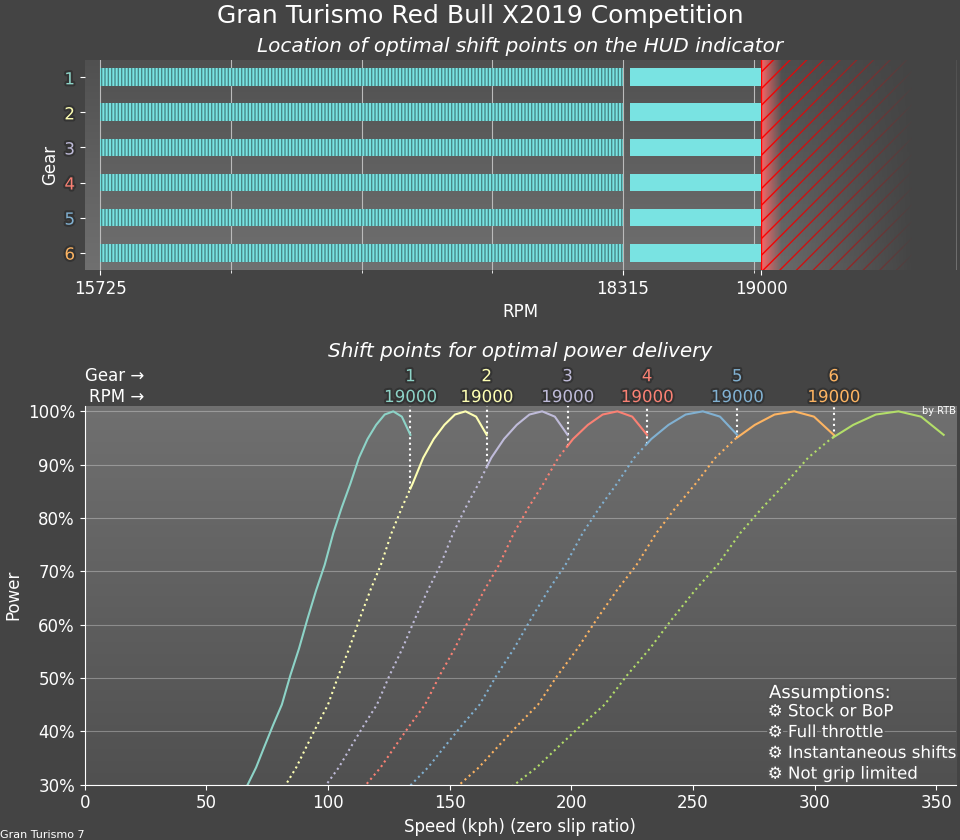 Gran Turismo Red Bull X2019 Competition
Location of optimal shift points on the HUD indicator
Gear
1
2
3
4
5
6
15725 18315 19000
RPM
Shift points for optimal power delivery
Gear → 1 2 3 4 5 6
RPM → 19000 19000 19000 19000 19000 19000
by RTB
Power
100%
90%
80%
70%
60%
50%
40%
30%
Assumptions:
⚙ Stock or BoP
⚙ Full throttle
⚙ Instantaneous shifts
⚙ Not grip limited
0 50 100 150 200 250 300 350
Speed (kph) (zero slip ratio)
Gran Turismo 7